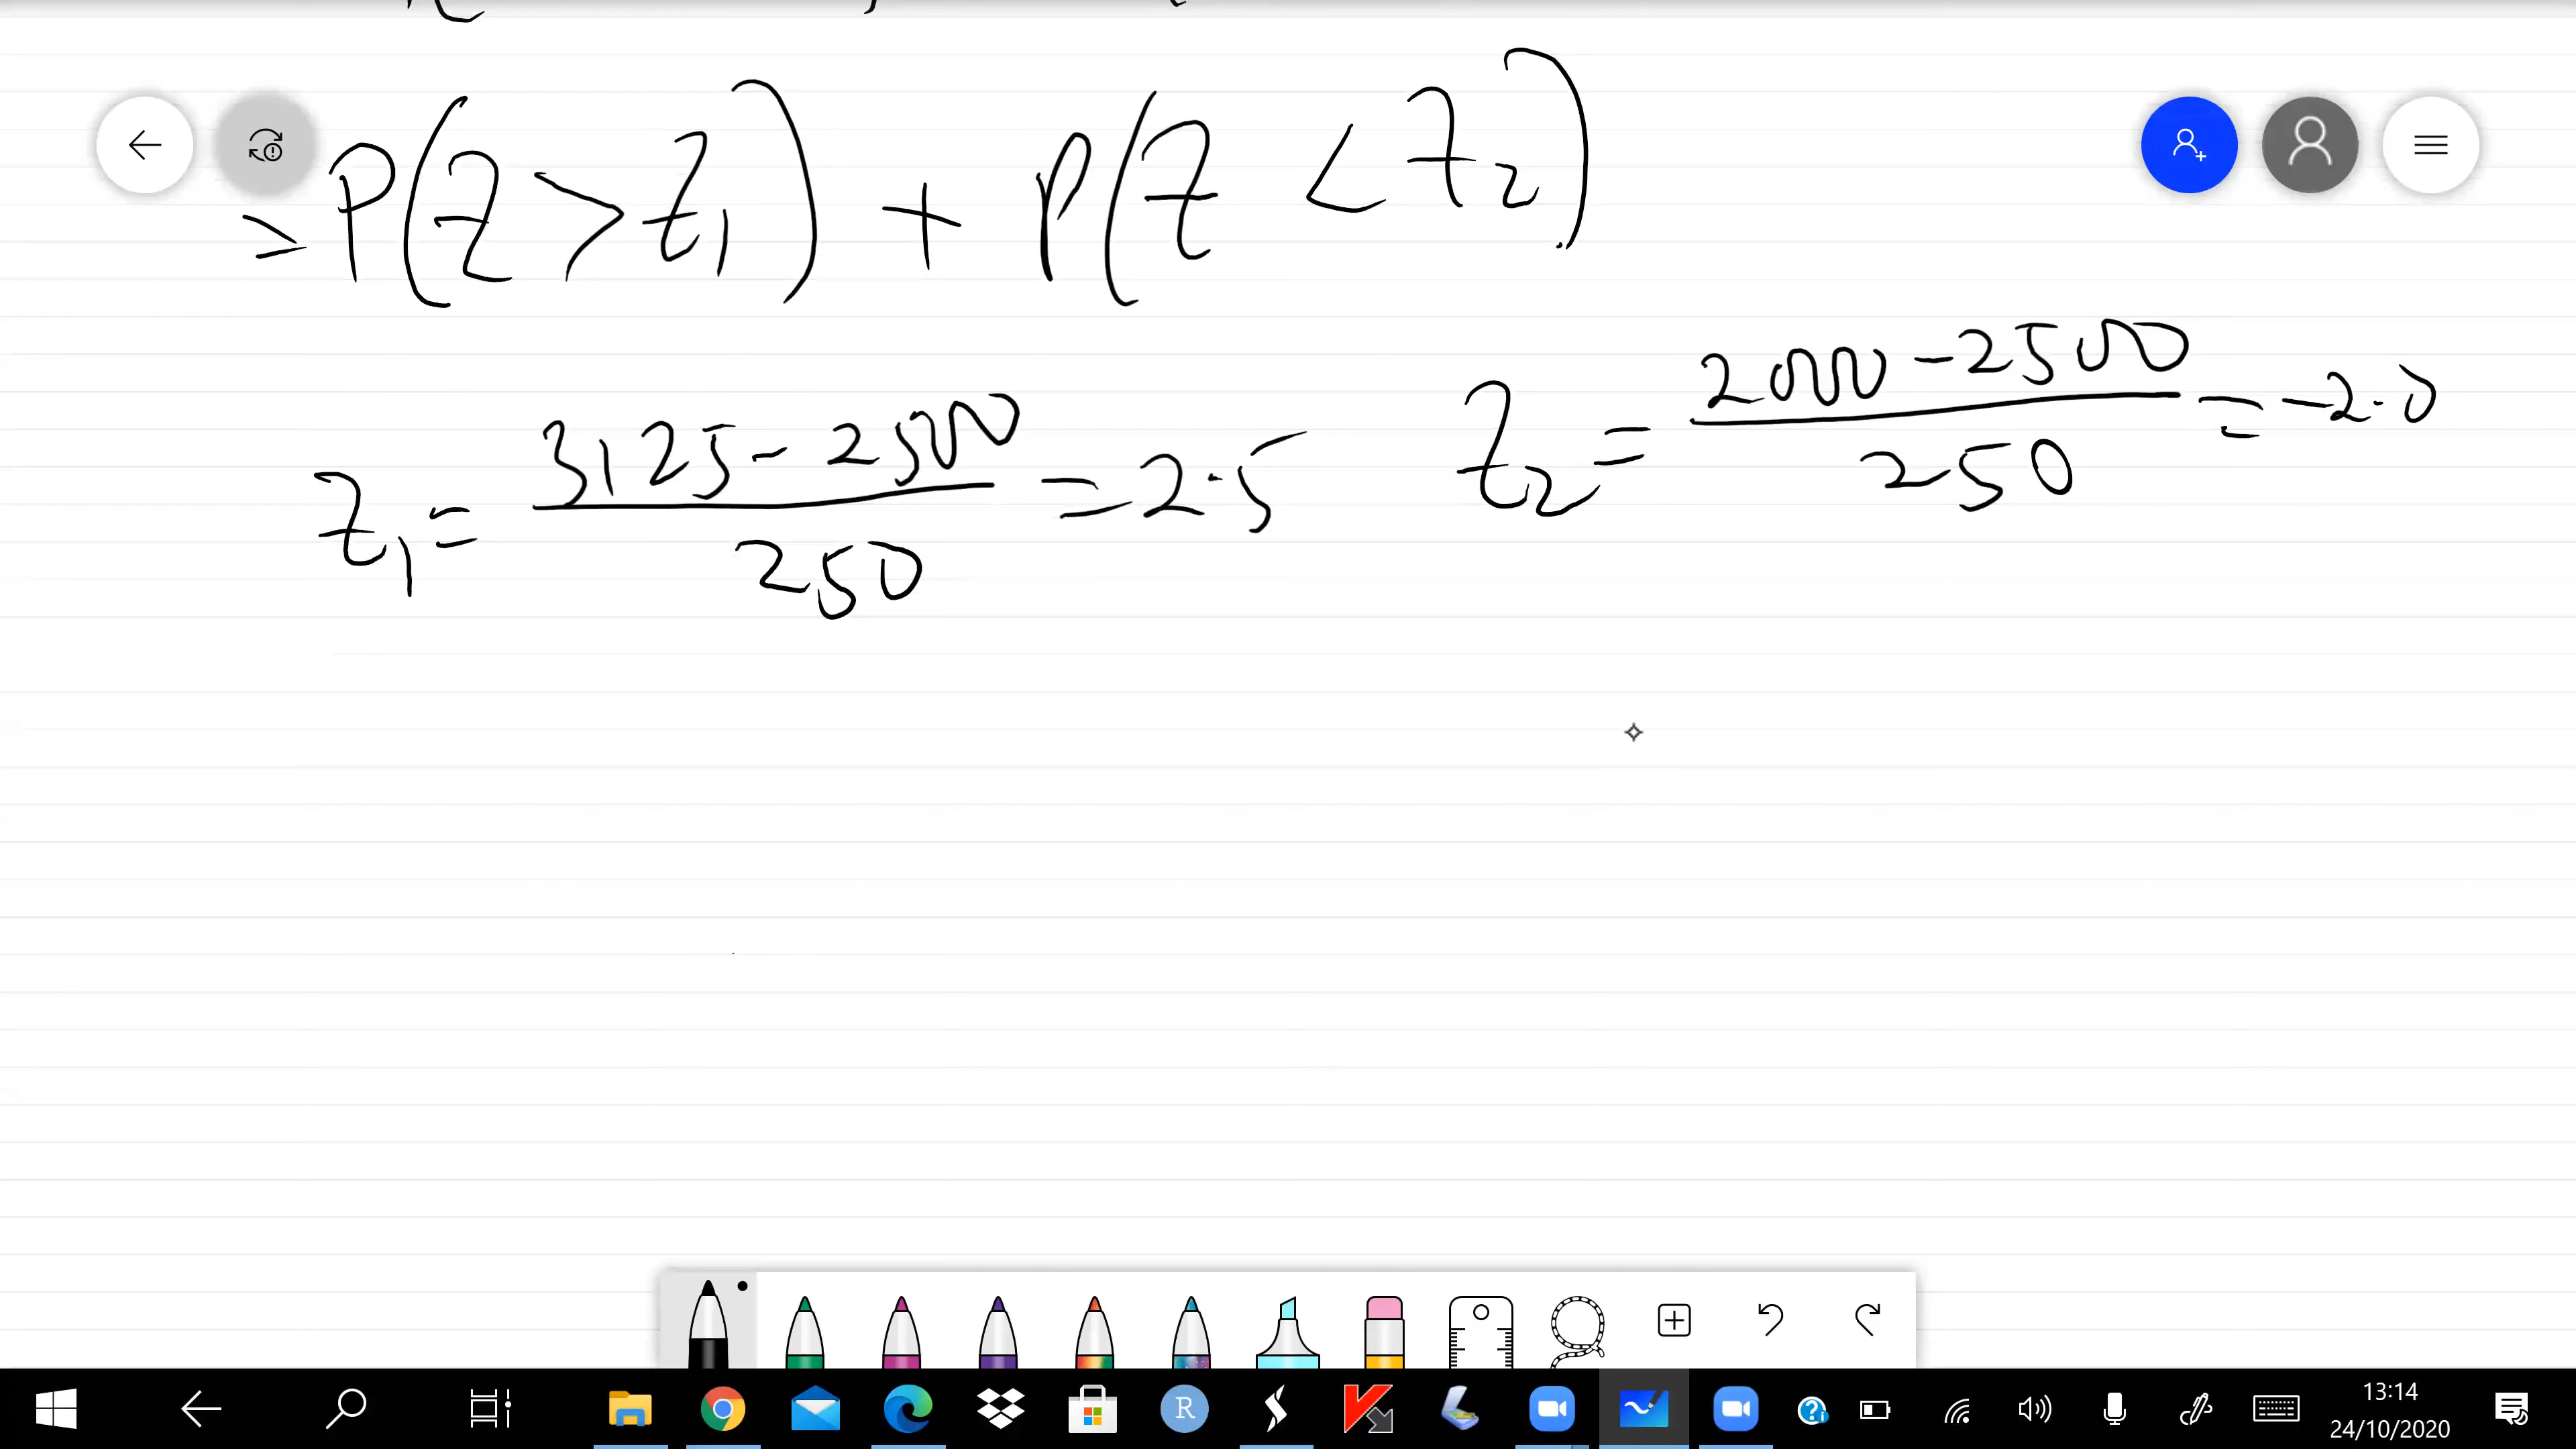 = P(Z > Z₁) + P(Z < Z₂)
Z₁ = (3125 - 2500)/250 = 2.5
Z₂ = (2000 - 2500)/250 = -2.0
R
13:14
24/10/2020